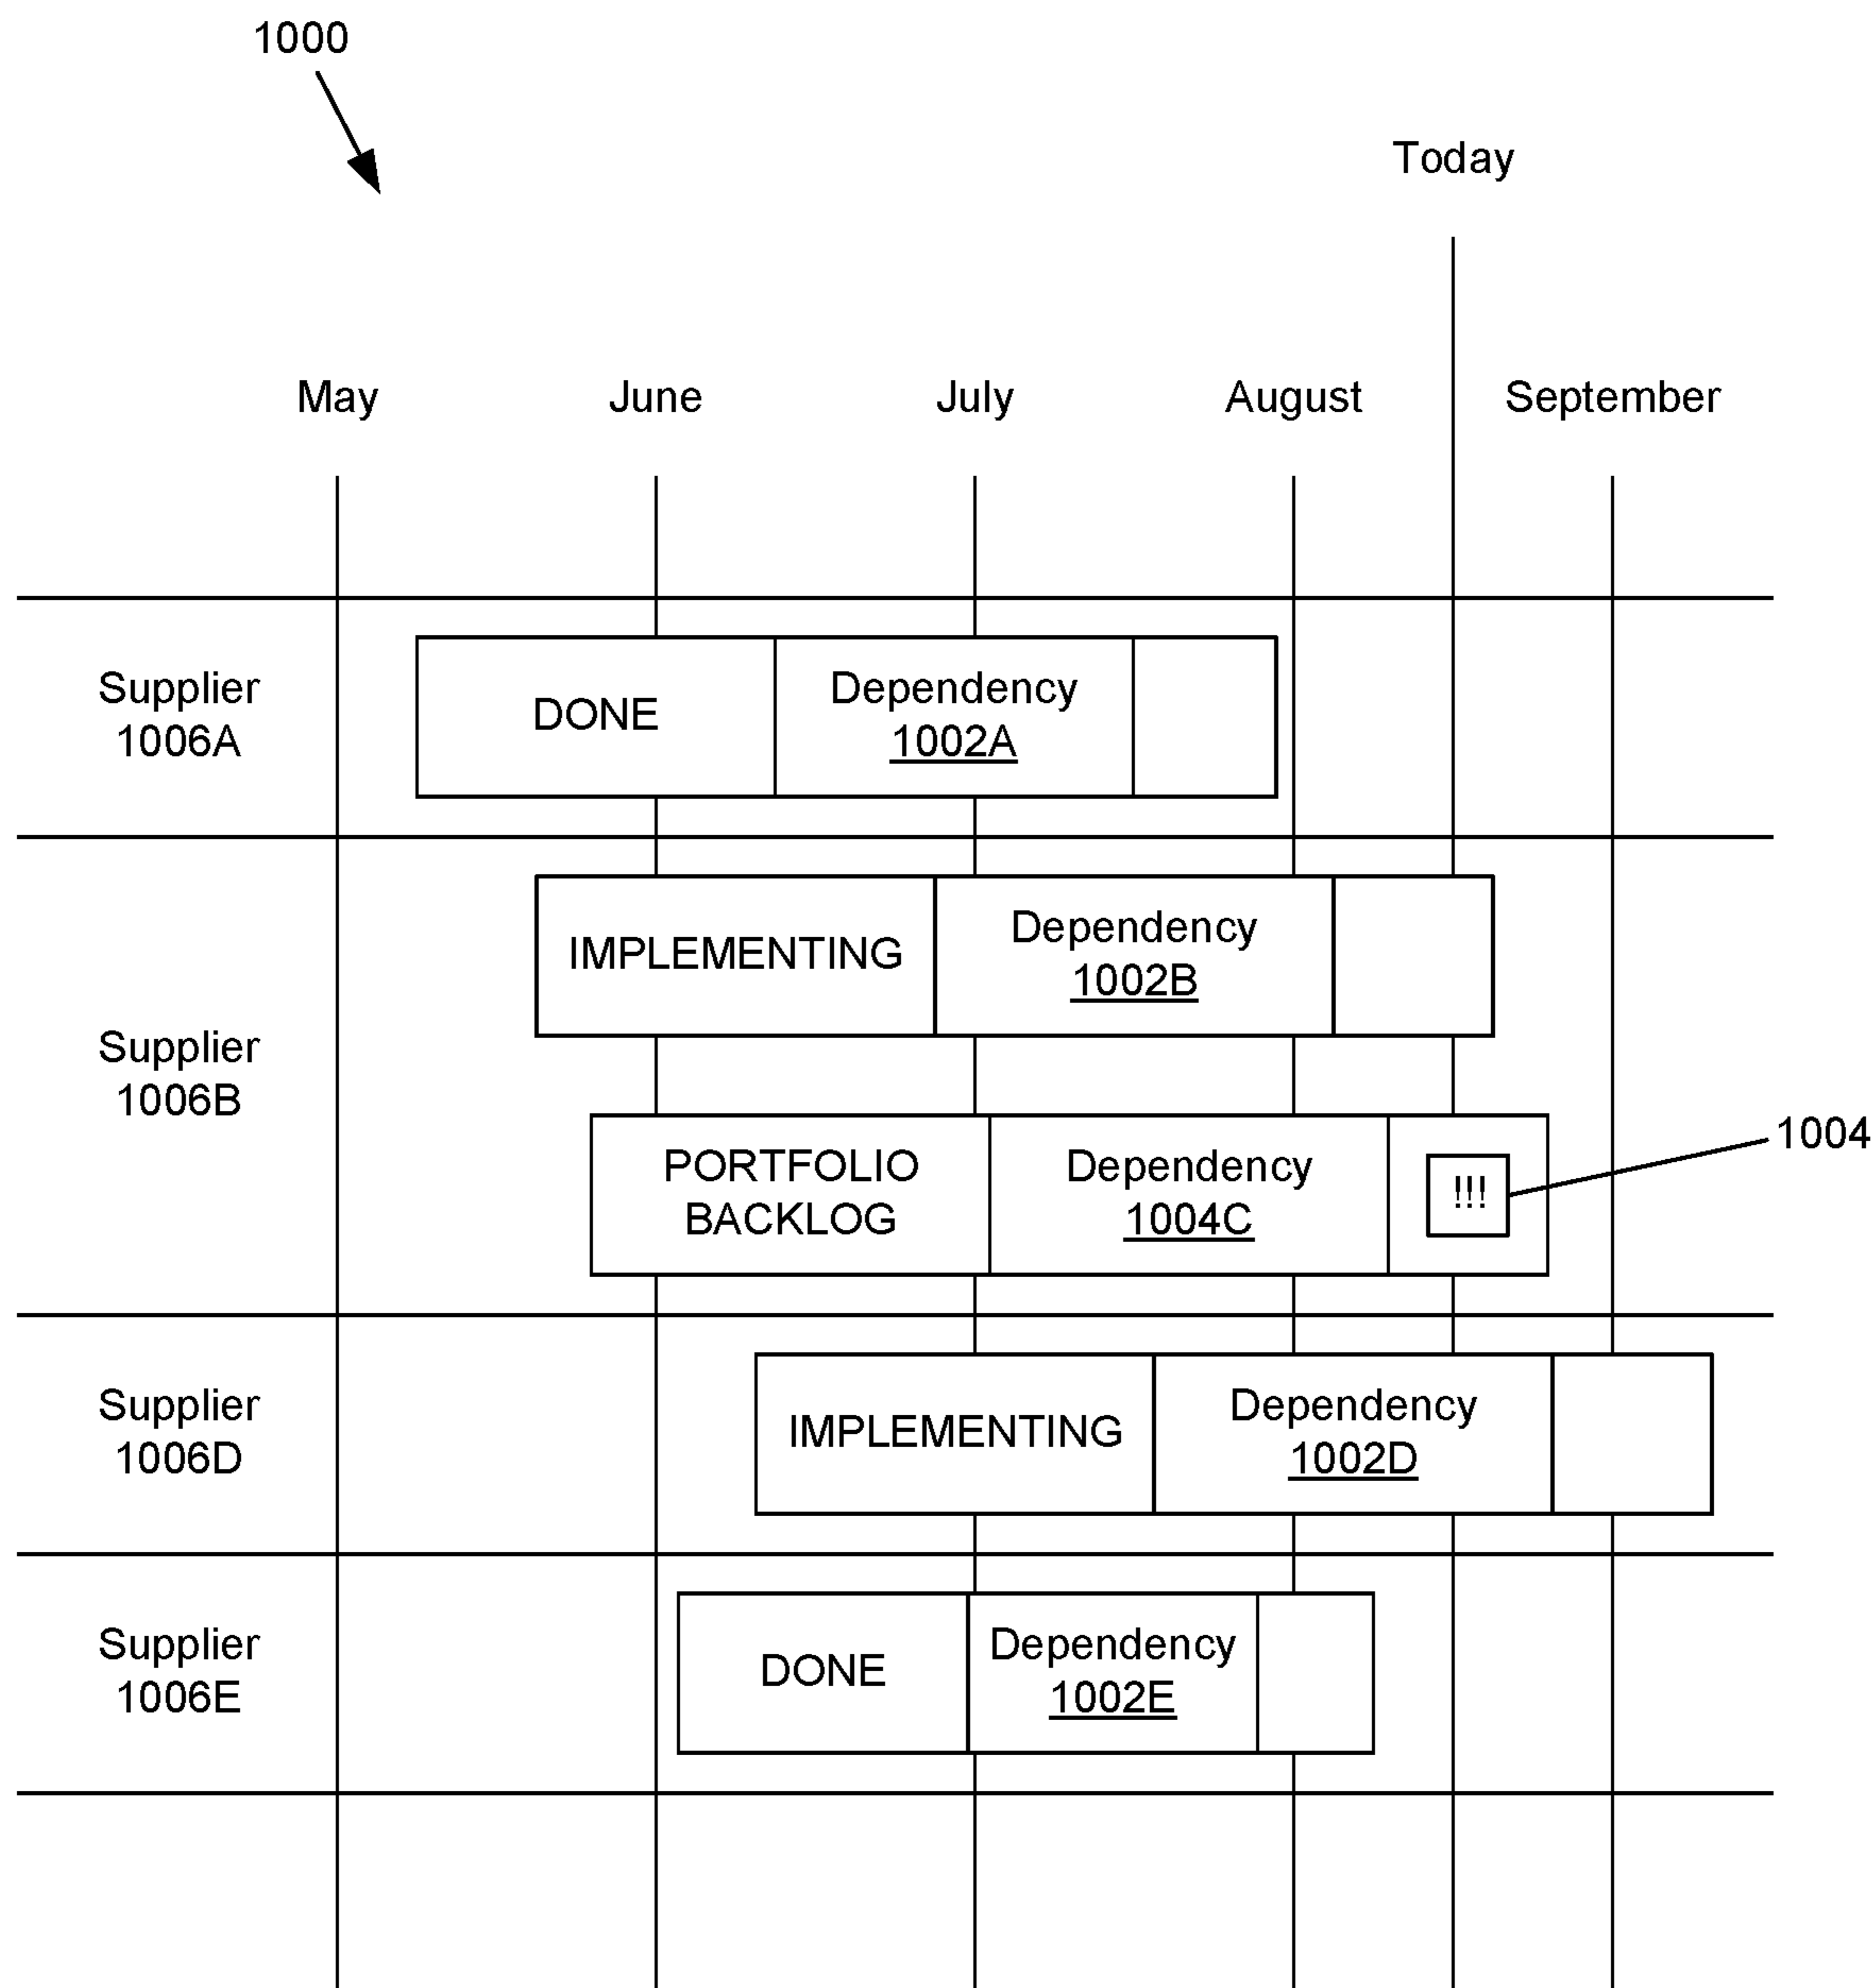 1000
Today
May
June
July
August
September
Supplier
1006A
DONE
Dependency
1002A
Supplier
1006B
IMPLEMENTING
Dependency
1002B
PORTFOLIO
BACKLOG
Dependency
1004C
!!!
1004
Supplier
1006D
IMPLEMENTING
Dependency
1002D
Supplier
1006E
DONE
Dependency
1002E